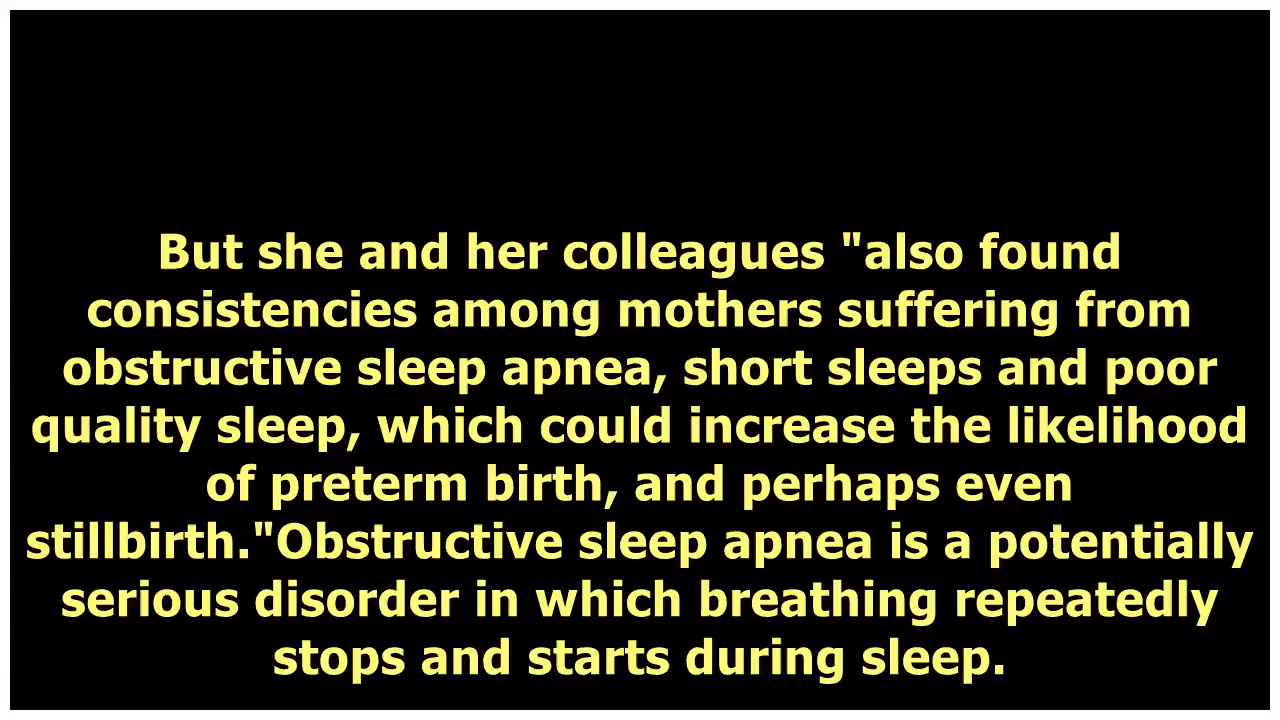 But she and her colleagues "also found
consistencies among mothers suffering from
obstructive sleep apnea, short sleeps and poor
quality sleep, which could increase the likelihood
of preterm birth, and perhaps even
stillbirth."Obstructive sleep apnea is a potentially
serious disorder in which breathing repeatedly
stops and starts during sleep.